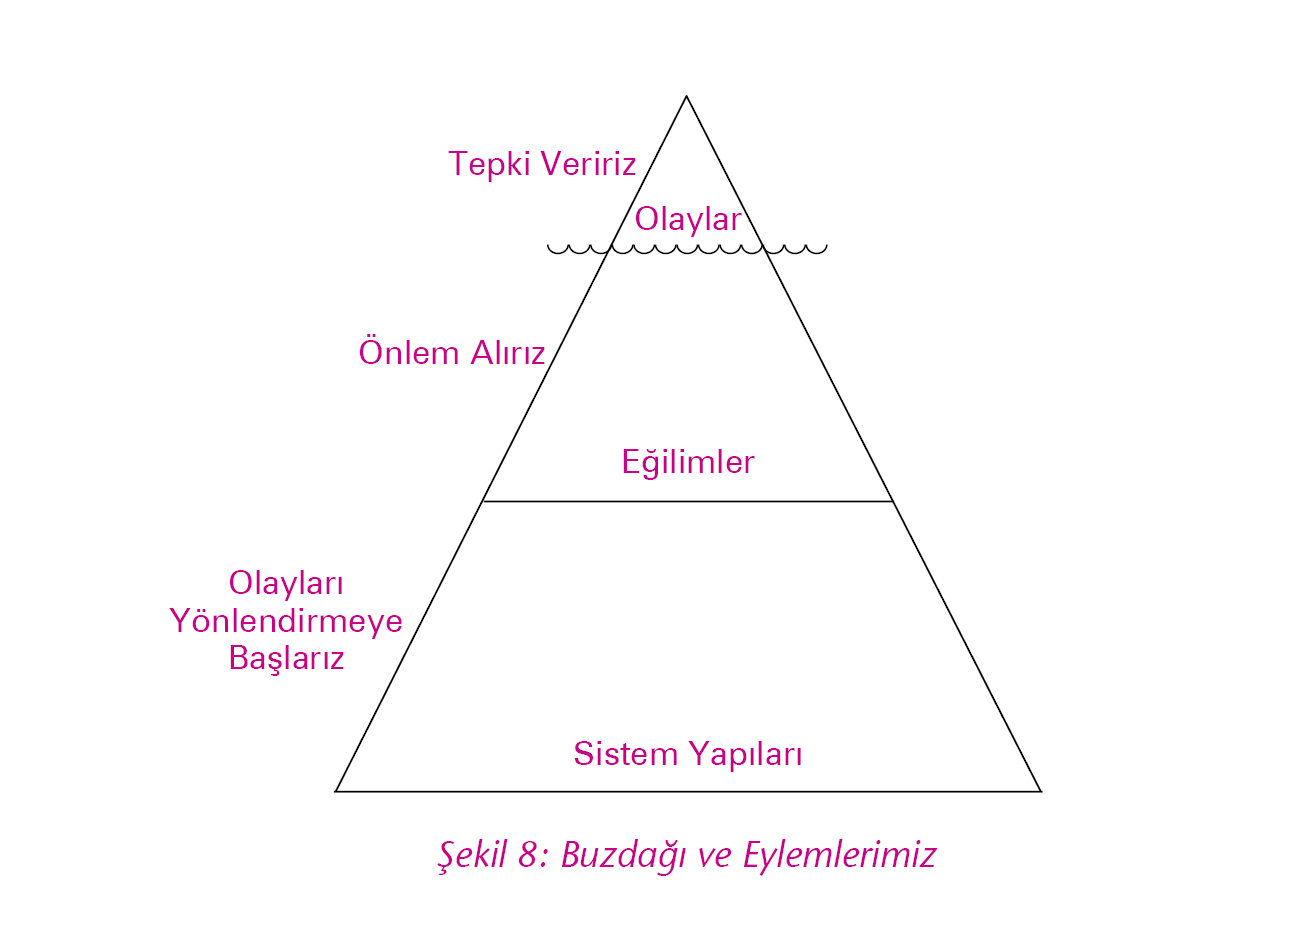 Tepki Veririz
Olaylar
Önlem Alırız
Eğilimler
Olayları
Yönlendirmeye
Başlarız
Sistem Yapıları
Şekil 8: Buzdağı ve Eylemlerimiz